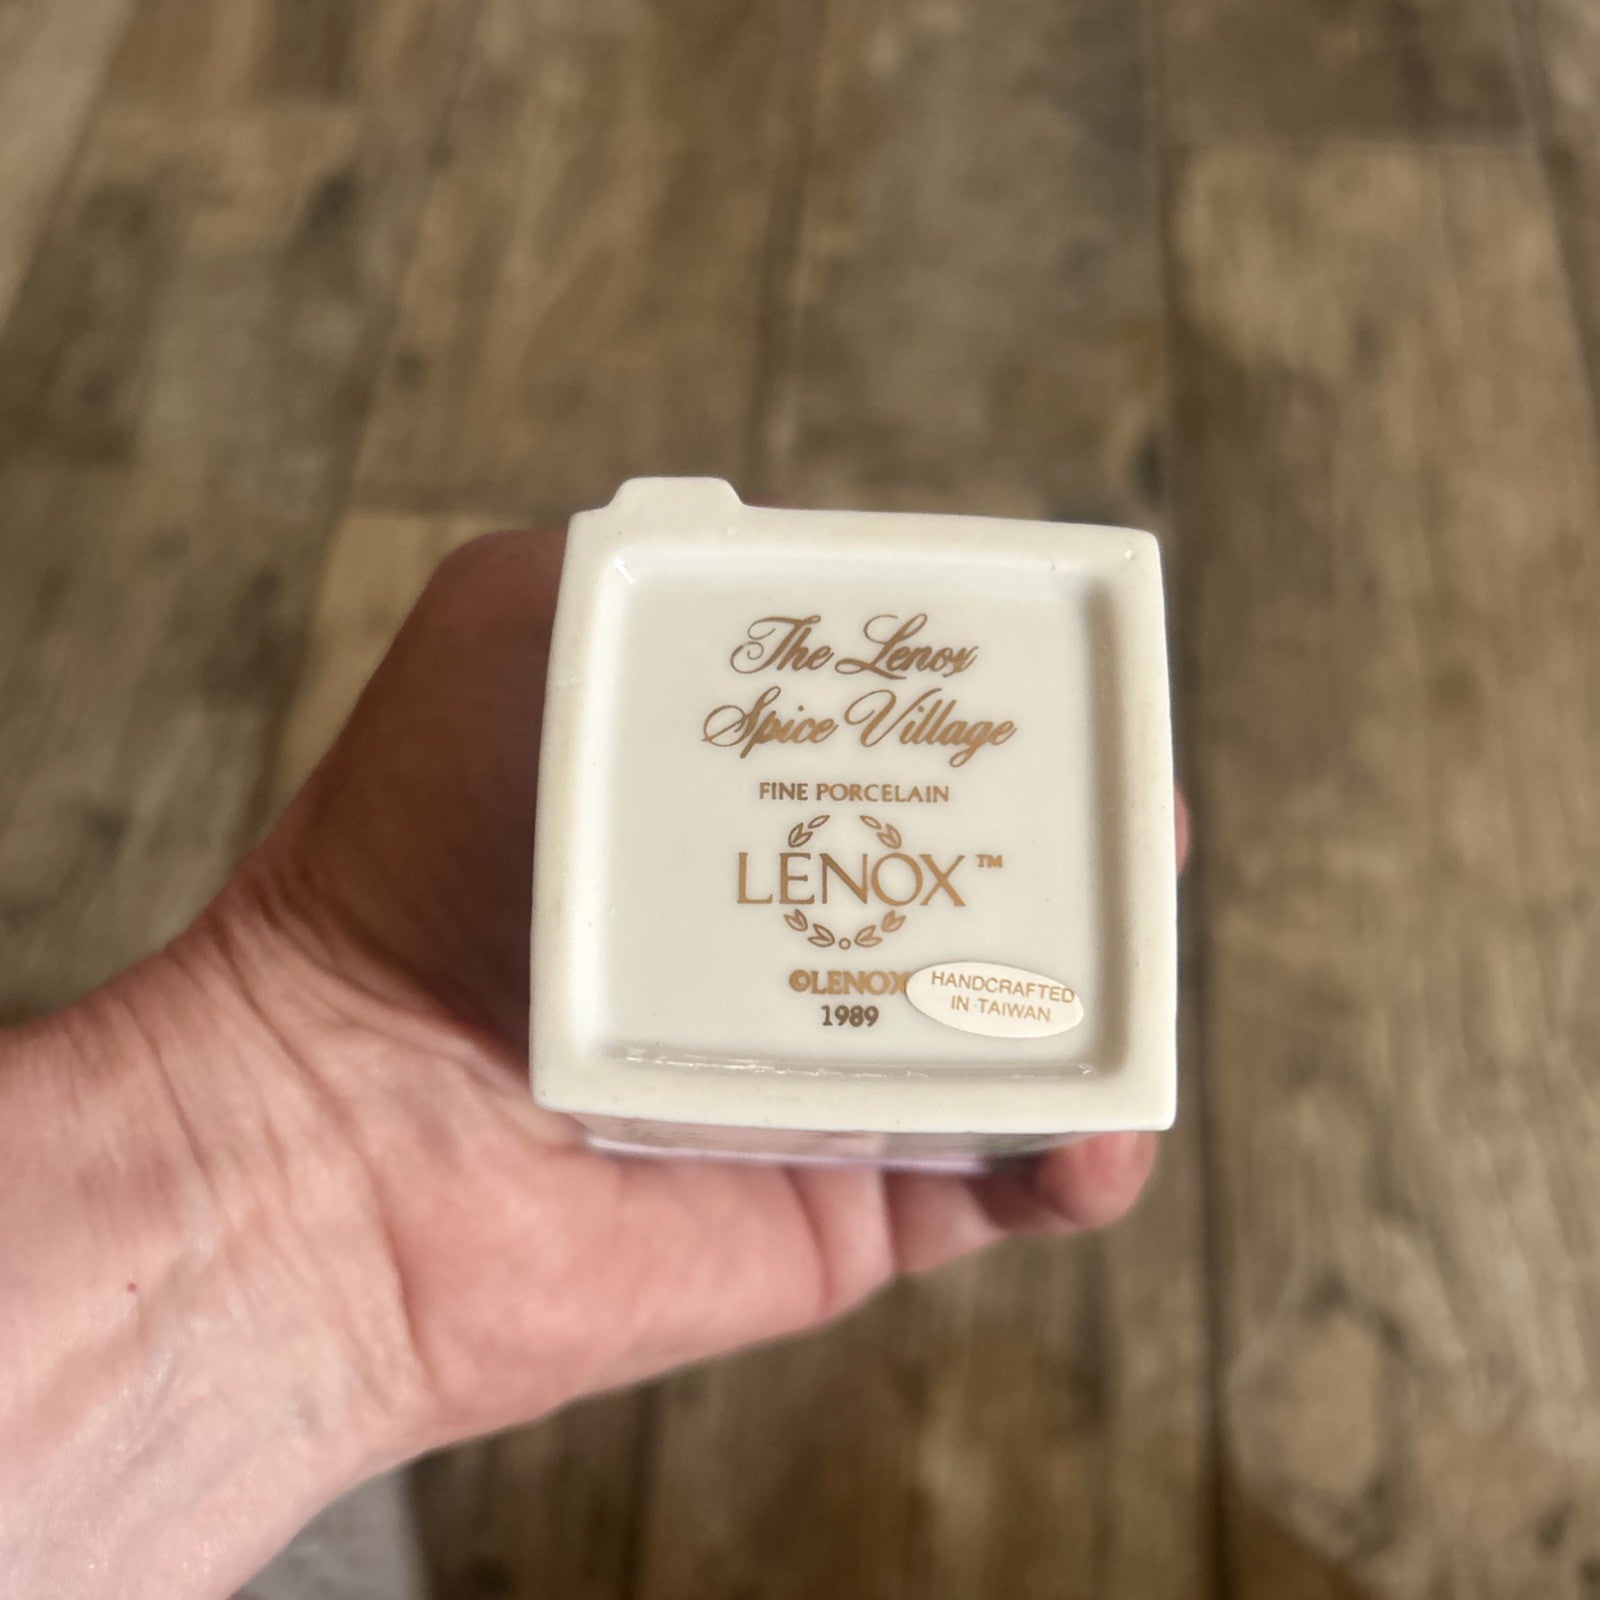 The Lenox
Spice Village
FINE PORCELAIN
LENOX™
©LENOX
1989
HANDCRAFTED
IN TAIWAN